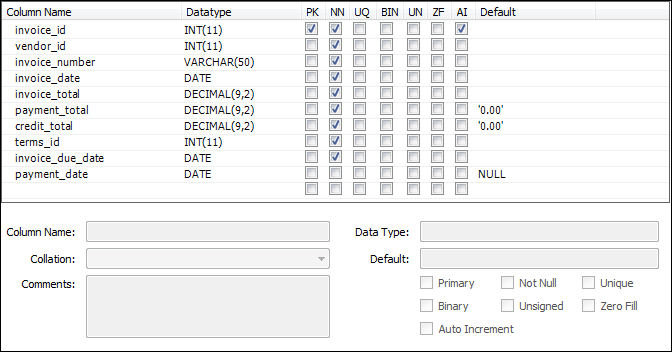 Column Name Datatype PK NN UQ BIN UN ZF AI Default
invoice_id INT(11)
vendor_id INT(11)
invoice_number VARCHAR(50)
invoice_date DATE
invoice_total DECIMAL(9,2)
payment_total DECIMAL(9,2) '0.00'
credit_total DECIMAL(9,2) '0.00'
terms_id INT(11)
invoice_due_date DATE
payment_date DATE NULL
Column Name: Data Type:
Collation: Default:
Comments: Primary Not Null Unique
Binary Unsigned Zero Fill
Auto Increment